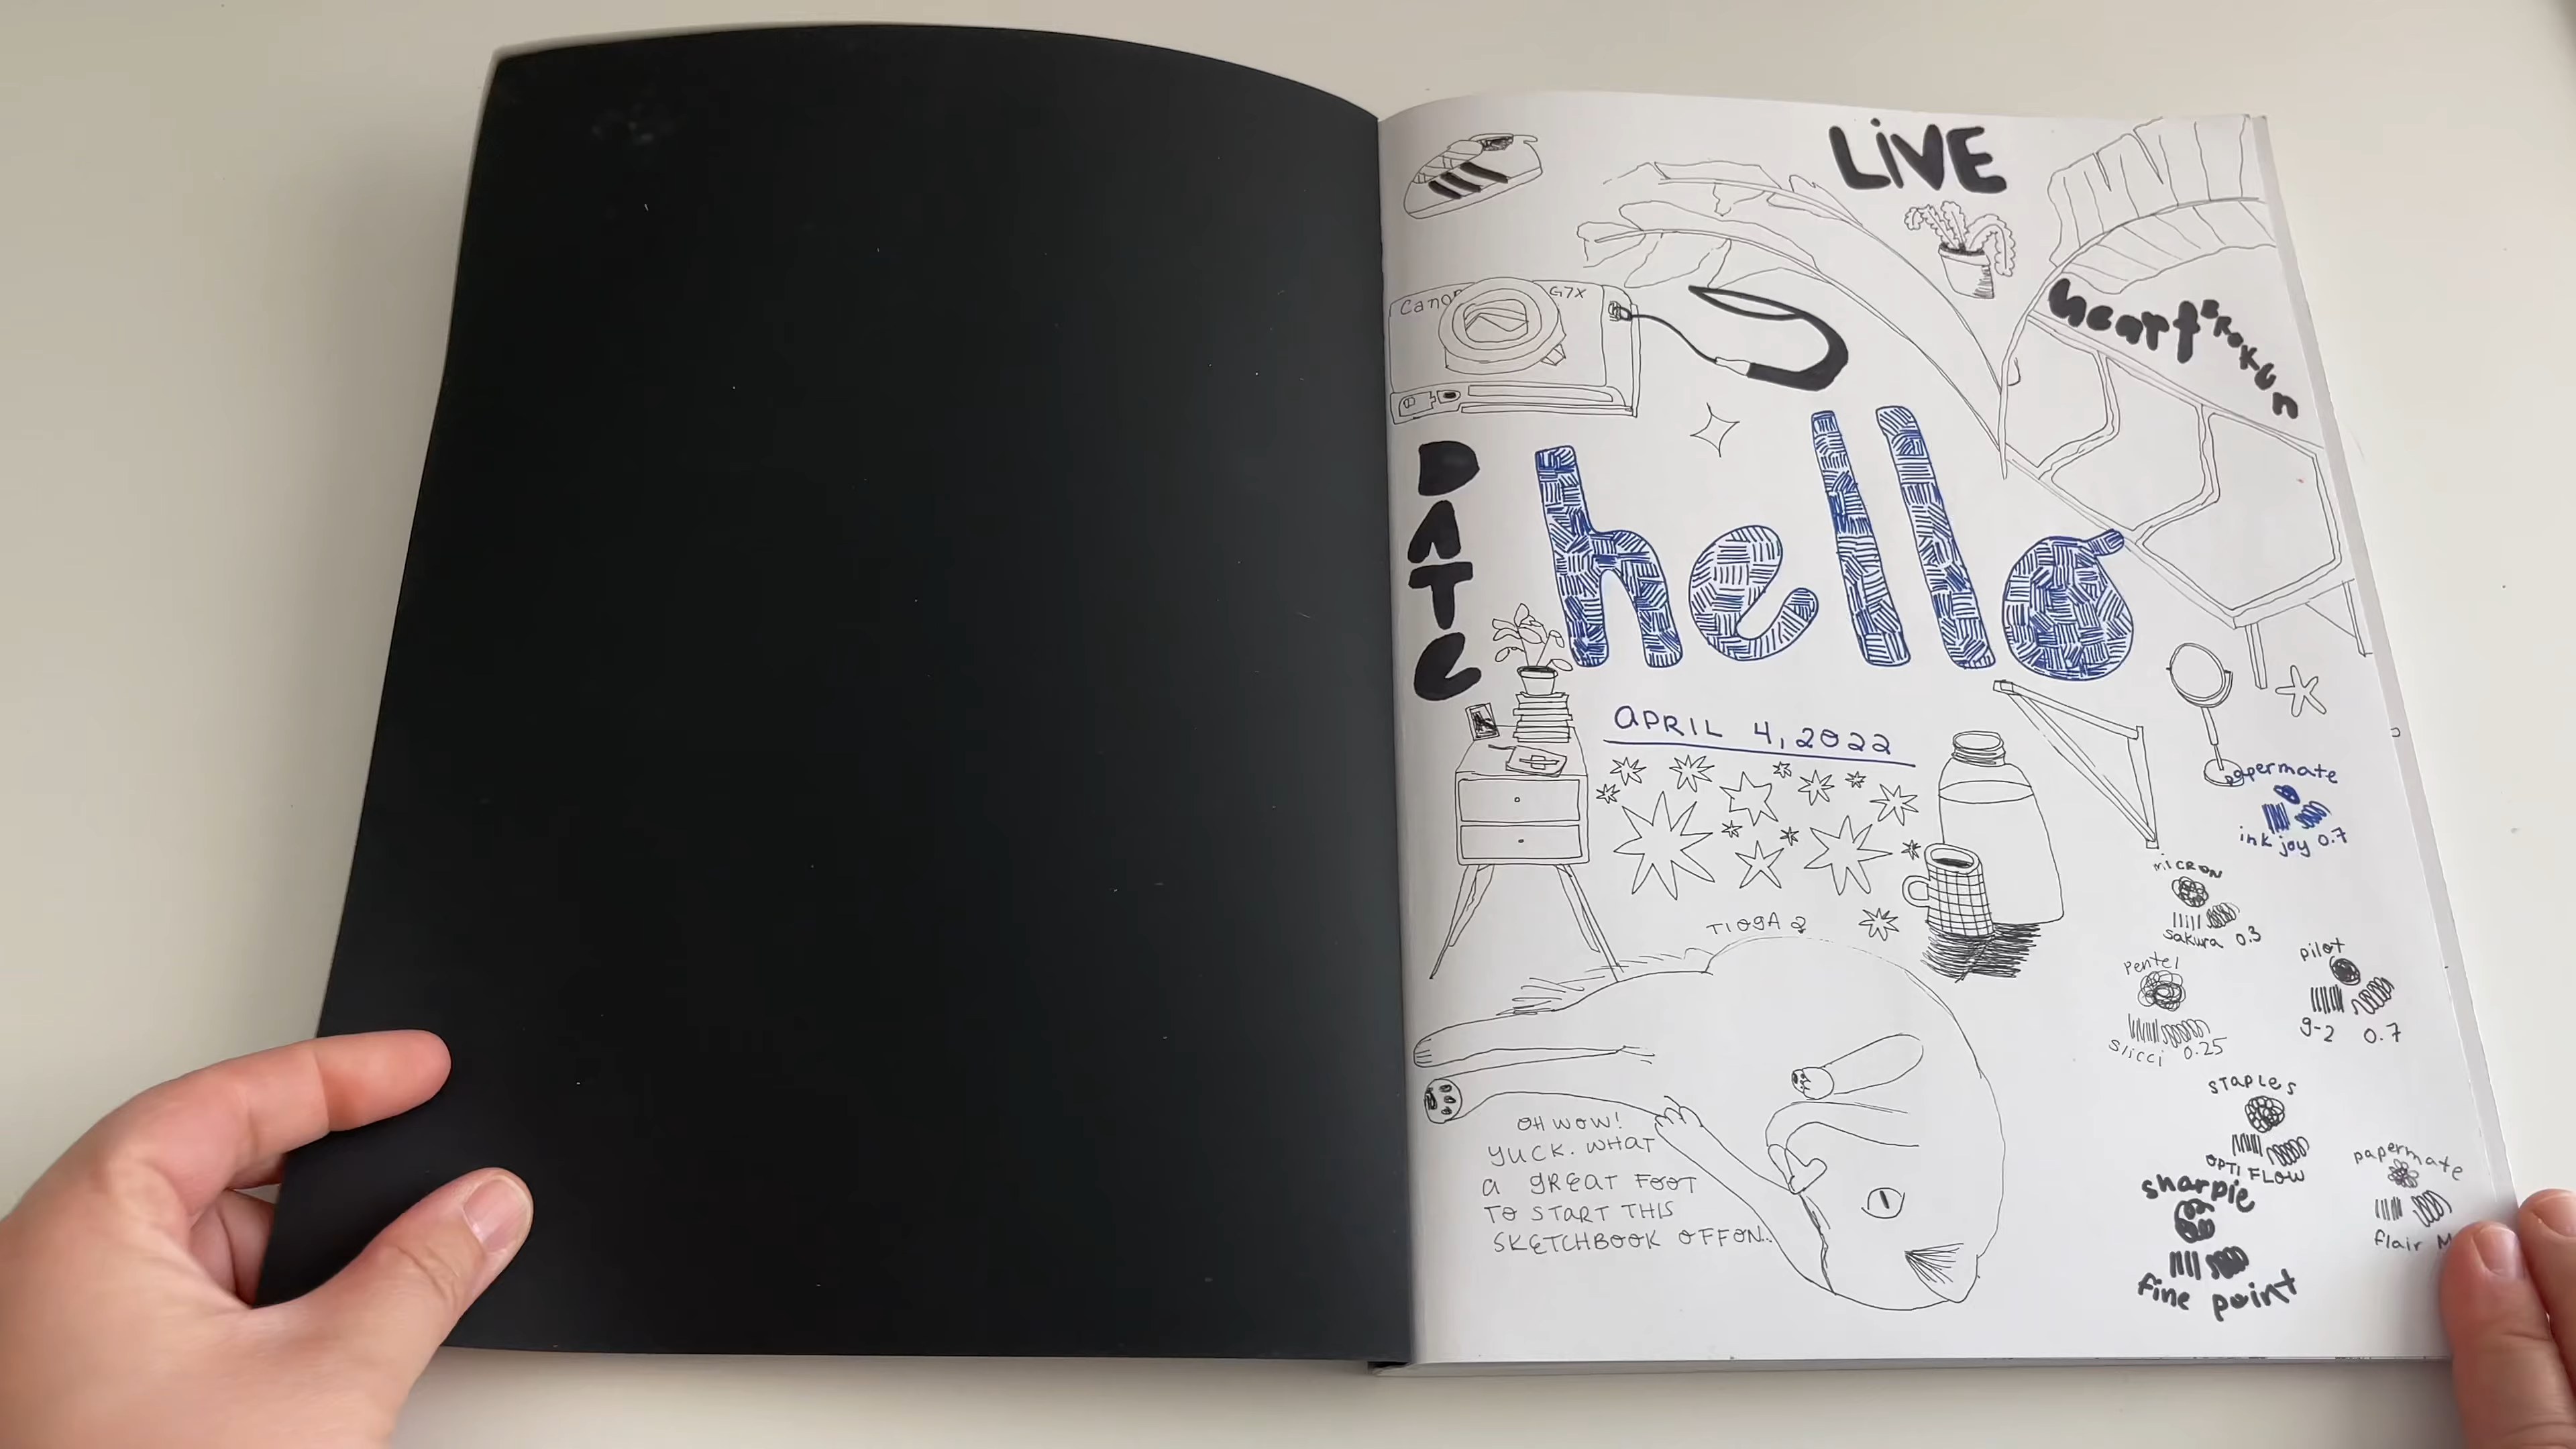 LiVE
Canon
G7X
heart BROKEN
DATE
hello
APRIL 4, 2022
papermate
ink joy 0.7
MiCRON
sakura 0.3
TIOGA
pentel
slicci 0.25
pilot
g-2 0.7
STAPLES
OPTI FLOW
papermate
flair M
sharpie
fine point
OH WOW!
YUCK. WHAT
A GREAT FOOT
TO START THIS
SKETCHBOOK OFF ON..